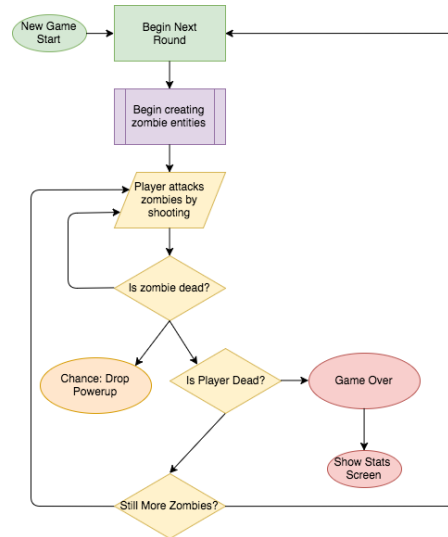 New Game
Start
Begin Next
Round
Begin creating
zombie entities
Player attacks
zombies by
shooting
Is zombie dead?
Chance: Drop
Powerup
Is Player Dead?
Game Over
Show Stats
Screen
Still More Zombies?